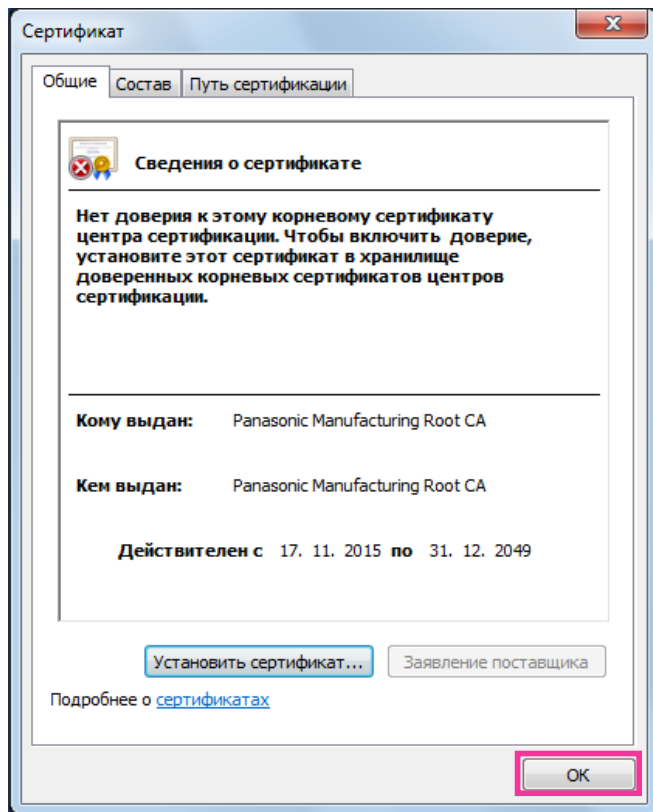 Сертификат
Общие Состав Путь сертификации
Сведения о сертификате
Нет доверия к этому корневому сертификату
центра сертификации. Чтобы включить доверие,
установите этот сертификат в хранилище
доверенных корневых сертификатов центров
сертификации.
Кому выдан: Panasonic Manufacturing Root CA
Кем выдан: Panasonic Manufacturing Root CA
Действителен с 17. 11. 2015 по 31. 12. 2049
Установить сертификат... Заявление поставщика
Подробнее о сертификатах
ОК